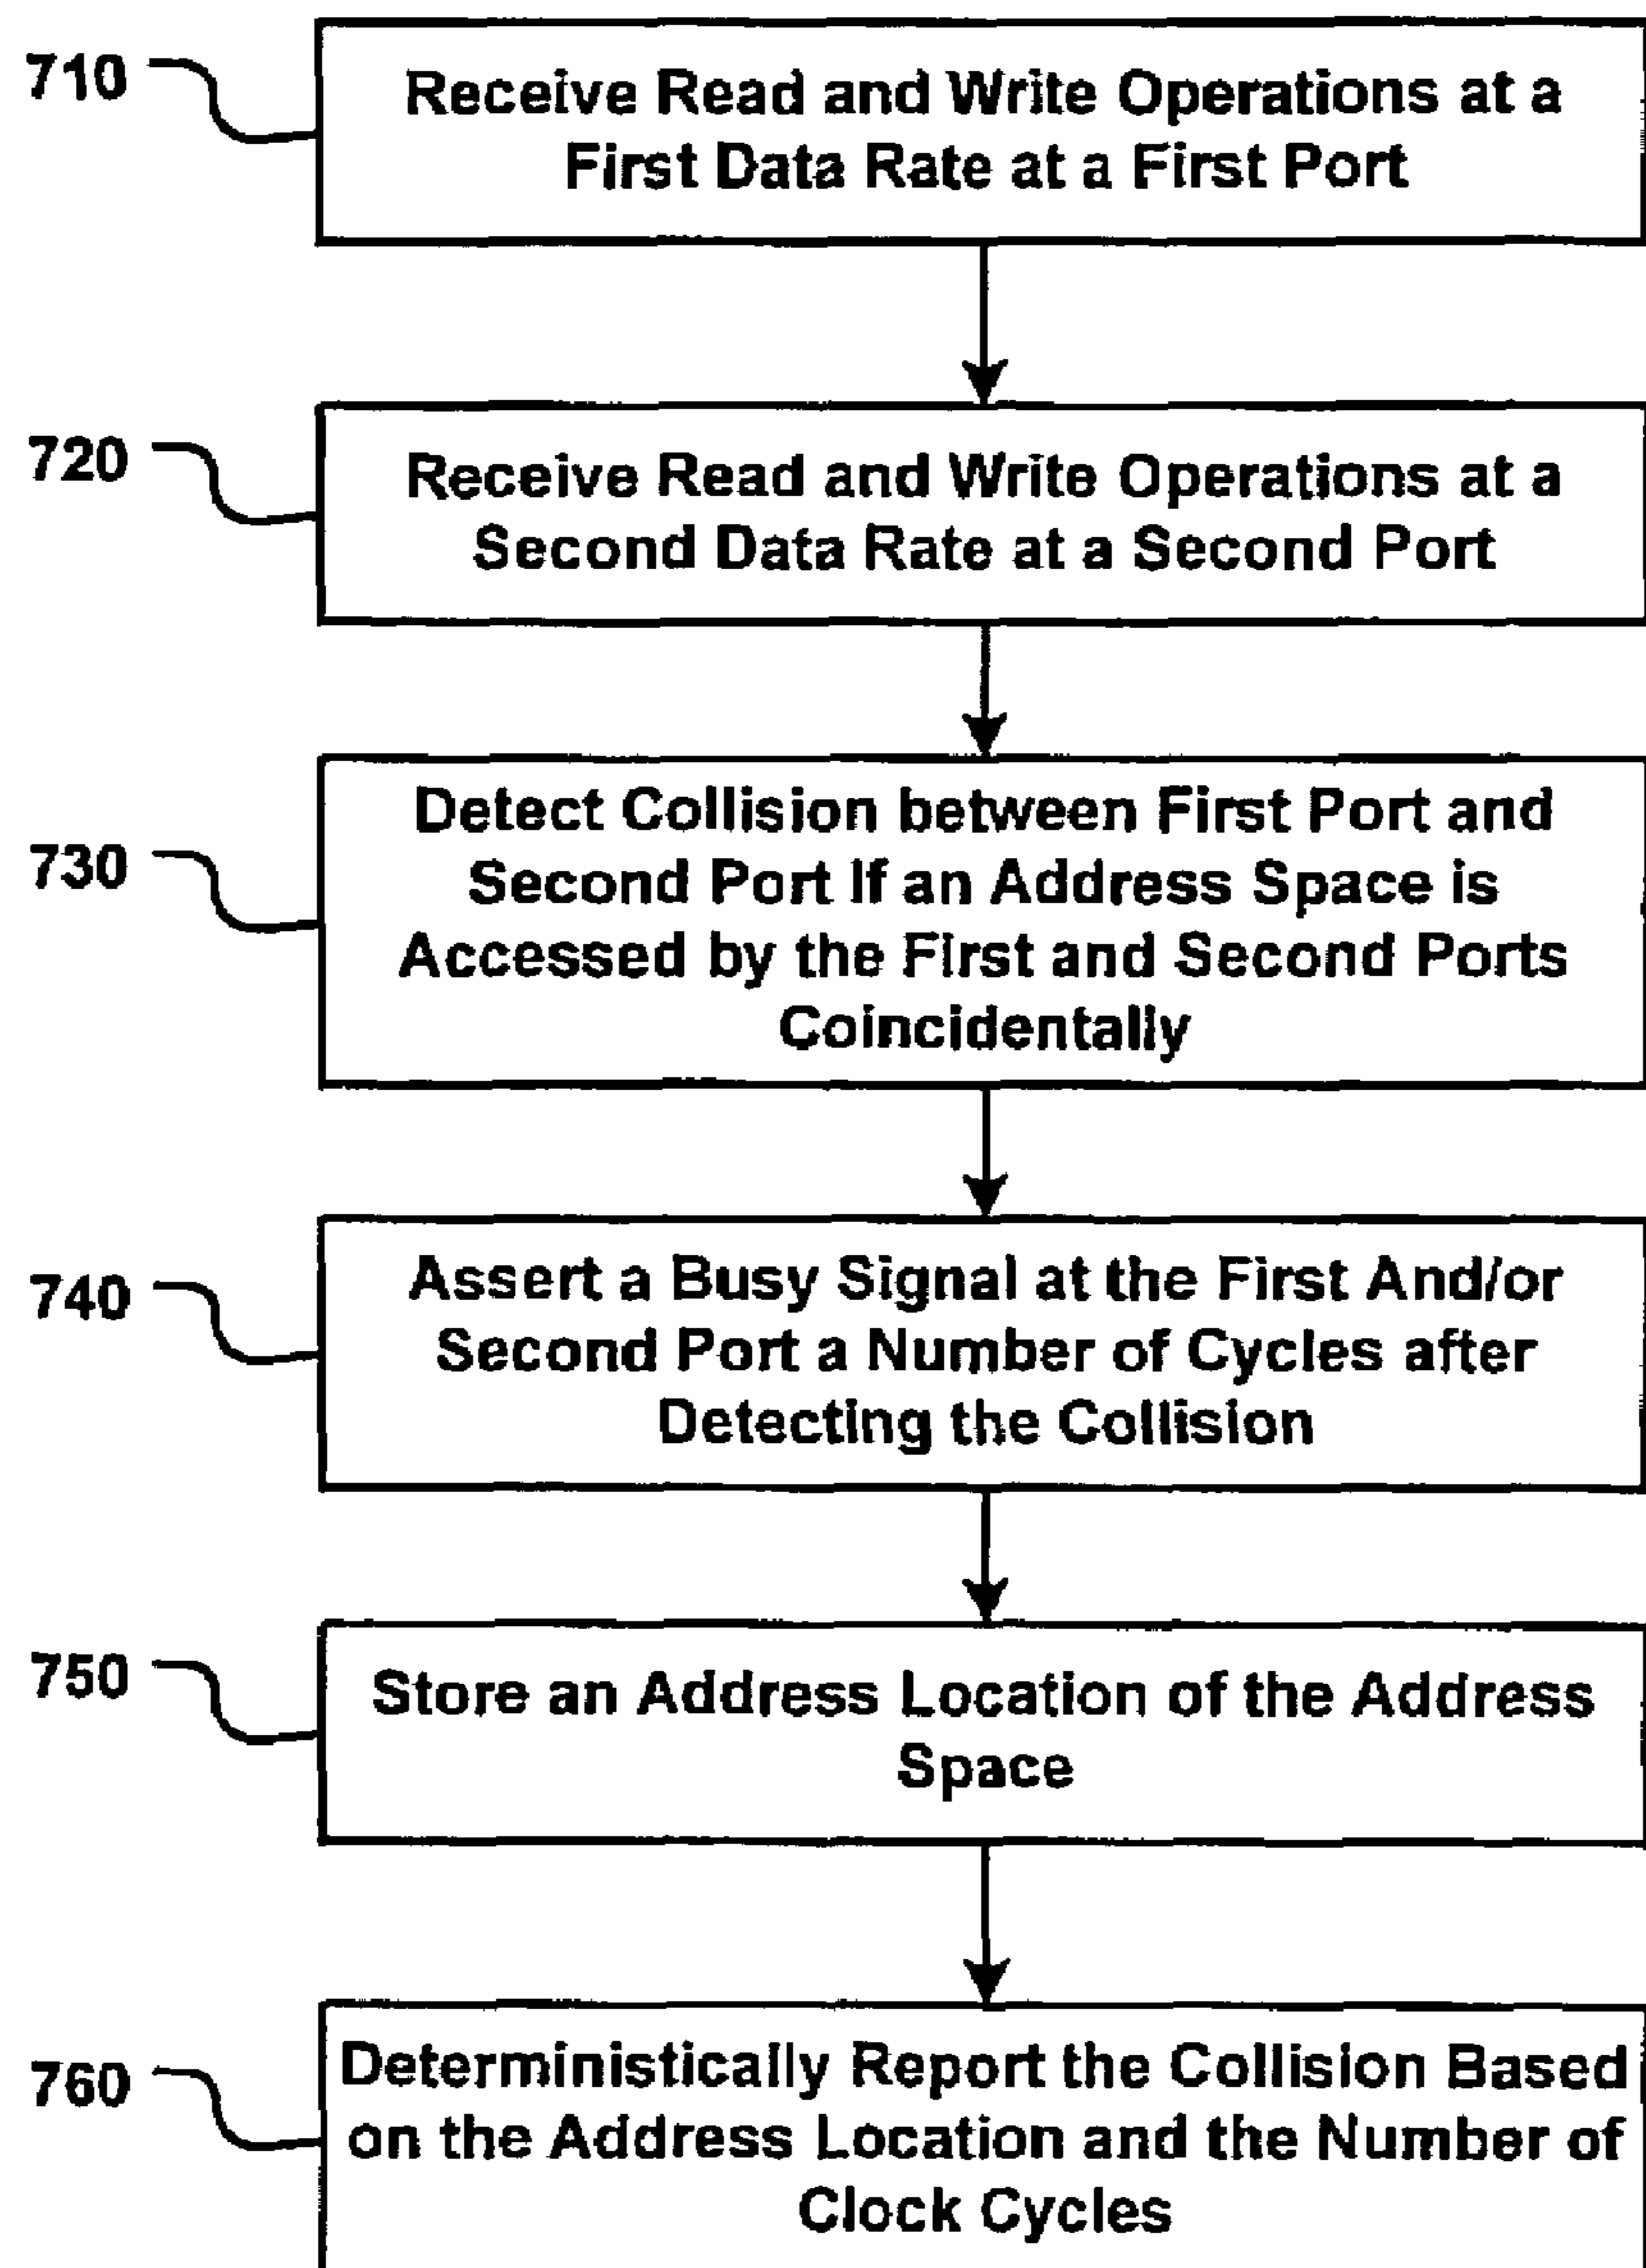 710
Receive Read and Write Operations at a
First Data Rate at a First Port
720
Receive Read and Write Operations at a
Second Data Rate at a Second Port
730
Detect Collision between First Port and
Second Port If an Address Space is
Accessed by the First and Second Ports
Coincidentally
740
Assert a Busy Signal at the First And/or
Second Port a Number of Cycles after
Detecting the Collision
750
Store an Address Location of the Address
Space
760
Deterministically Report the Collision Based
on the Address Location and the Number of
Clock Cycles